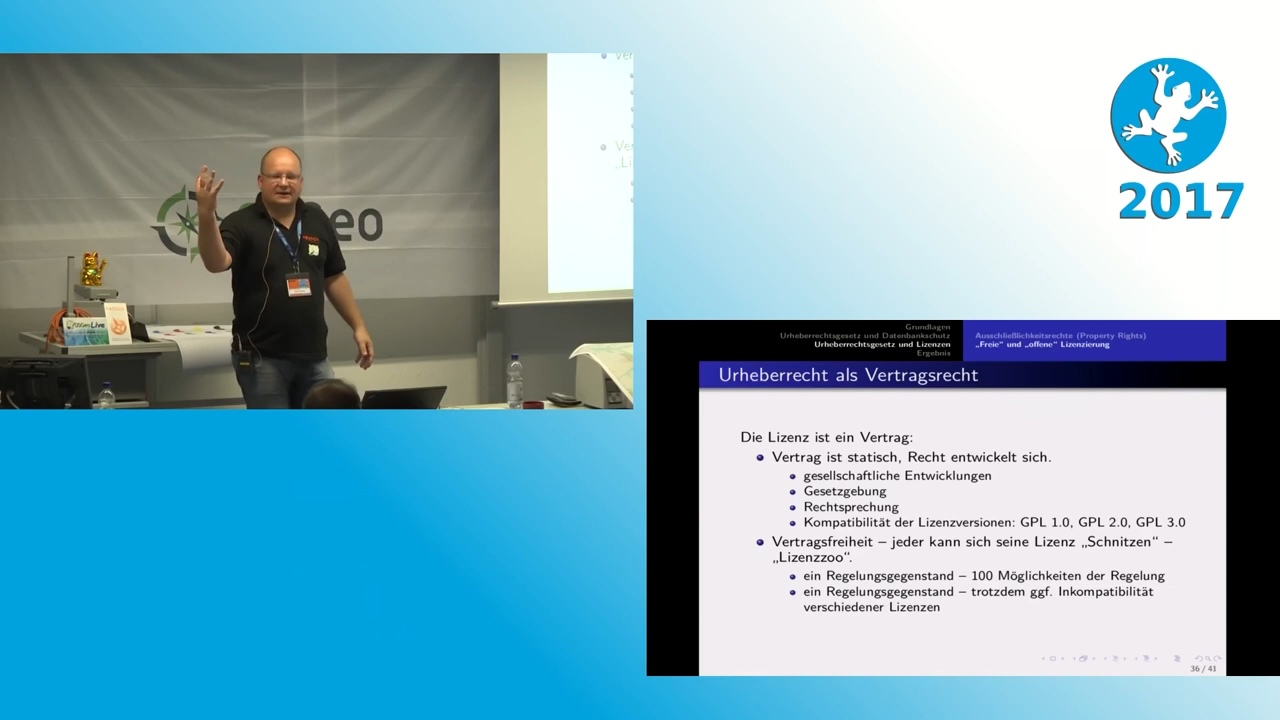 2017
eo
Live
Grundlagen
Urheberrechtsgesetz und Datenbankschutz
Urheberrechtsgesetz und Lizenzen
Ergebnis
Ausschließlichkeitsrechte (Property Rights)
„Freie“ und „offene“ Lizenzierung
Urheberrecht als Vertragsrecht
Die Lizenz ist ein Vertrag:
Vertrag ist statisch, Recht entwickelt sich.
gesellschaftliche Entwicklungen
Gesetzgebung
Rechtsprechung
Kompatibilität der Lizenzversionen: GPL 1.0, GPL 2.0, GPL 3.0
Vertragsfreiheit – jeder kann sich seine Lizenz „Schnitzen“ –
„Lizenzzoo“.
ein Regelungsgegenstand – 100 Möglichkeiten der Regelung
ein Regelungsgegenstand – trotzdem ggf. Inkompatibilität
verschiedener Lizenzen
36 / 41